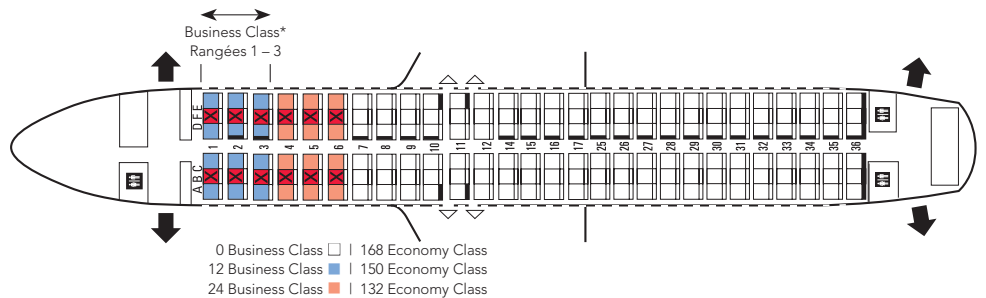 Business Class*
Rangées 1 – 3
D F E
1 2 3 4 5 6 7 8 9 10 11 12 14 15 16 17 25 26 27 28 29 30 31 32 33 34 35 36
A B C
0 Business Class | 168 Economy Class
12 Business Class | 150 Economy Class
24 Business Class | 132 Economy Class